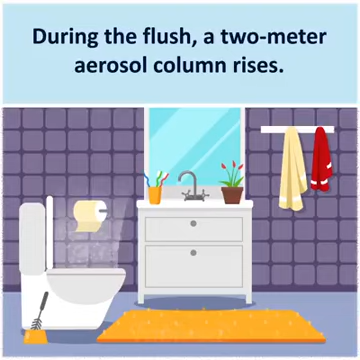 During the flush, a two-meter
aerosol column rises.